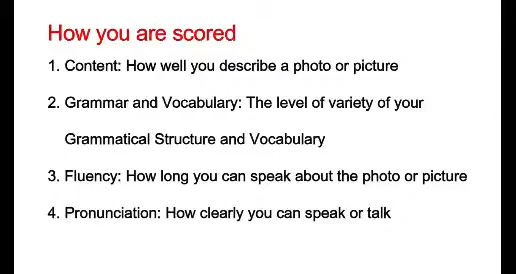 How you are scored
1. Content: How well you describe a photo or picture
2. Grammar and Vocabulary: The level of variety of your
Grammatical Structure and Vocabulary
3. Fluency: How long you can speak about the photo or picture
4. Pronunciation: How clearly you can speak or talk